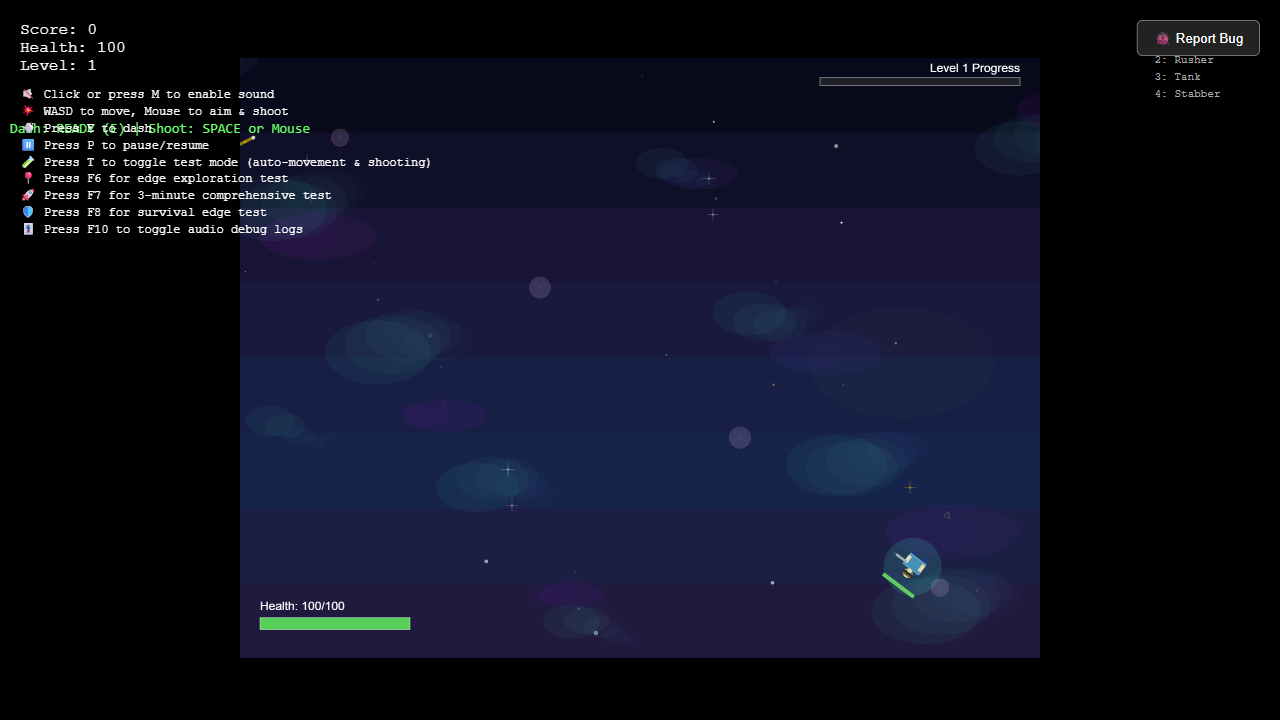 Score: 0
Health: 100
Level: 1
Report Bug
2: Rusher
3: Tank
4: Stabber
Level 1 Progress
Click or press M to enable sound
WASD to move, Mouse to aim & shoot
Press E to dash
Dash: READY (E) | Shoot: SPACE or Mouse
Press P to pause/resume
Press T to toggle test mode (auto-movement & shooting)
Press F6 for edge exploration test
Press F7 for 3-minute comprehensive test
Press F8 for survival edge test
Press F10 to toggle audio debug logs
Health: 100/100